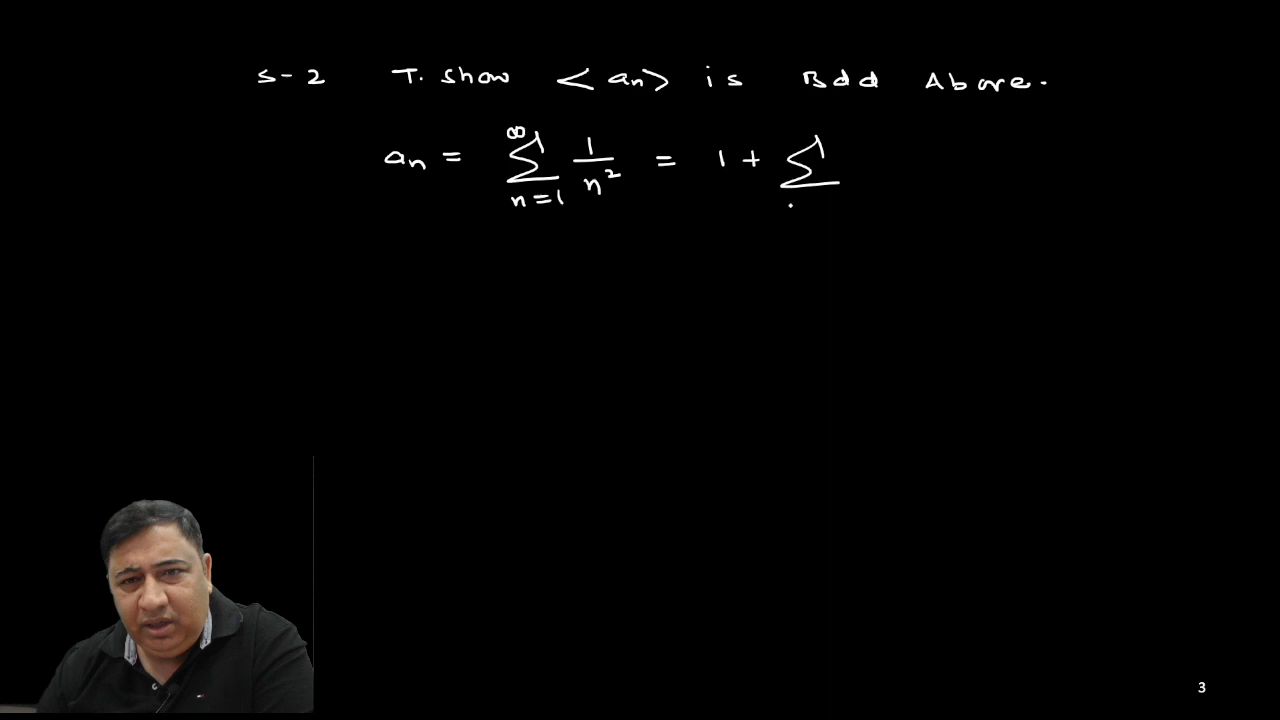 S-2 T. Show <an> is Bdd Above.
an = ∞∑n=1 1/n² = 1 + ∑
3